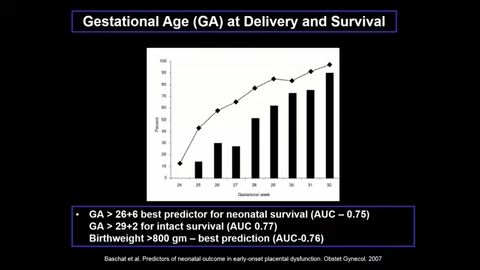 Gestational Age (GA) at Delivery and Survival
100
90
80
70
60
50
40
30
20
10
0
Percent
24 25 26 27 28 29 30 31 32
Gestational week
• GA > 26+6 best predictor for neonatal survival (AUC – 0.75)
GA > 29+2 for intact survival (AUC 0.77)
Birthweight >800 gm – best prediction (AUC-0.76)
Baschat et al. Predictors of neonatal outcome in early-onset placental dysfunction. Obstet Gynecol. 2007